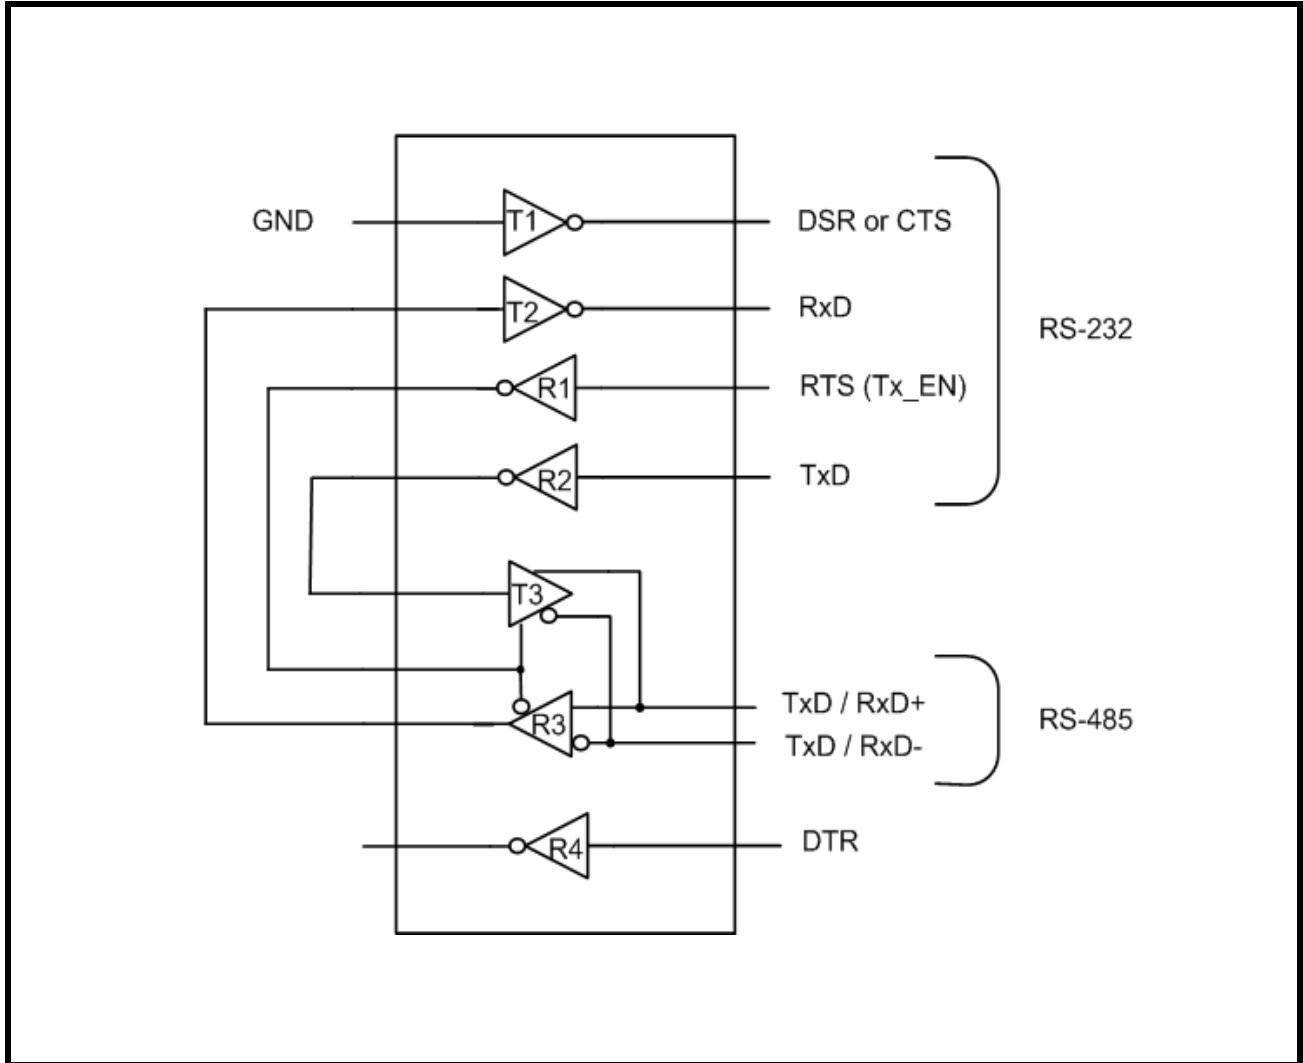 GND
T1
DSR or CTS
T2
RxD
RS-232
R1
RTS (Tx_EN)
R2
TxD
T3
TxD / RxD+
R3
RS-485
TxD / RxD-
R4
DTR